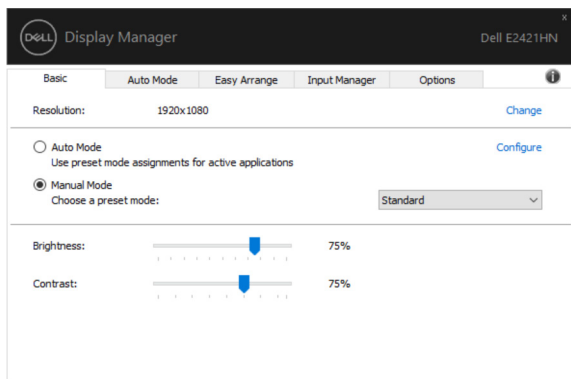 x
DELL Display Manager
Dell E2421HN
Basic Auto Mode Easy Arrange Input Manager Options i
Resolution: 1920x1080 Change
Auto Mode Configure
Use preset mode assignments for active applications
Manual Mode
Choose a preset mode: Standard
Brightness: 75%
Contrast: 75%